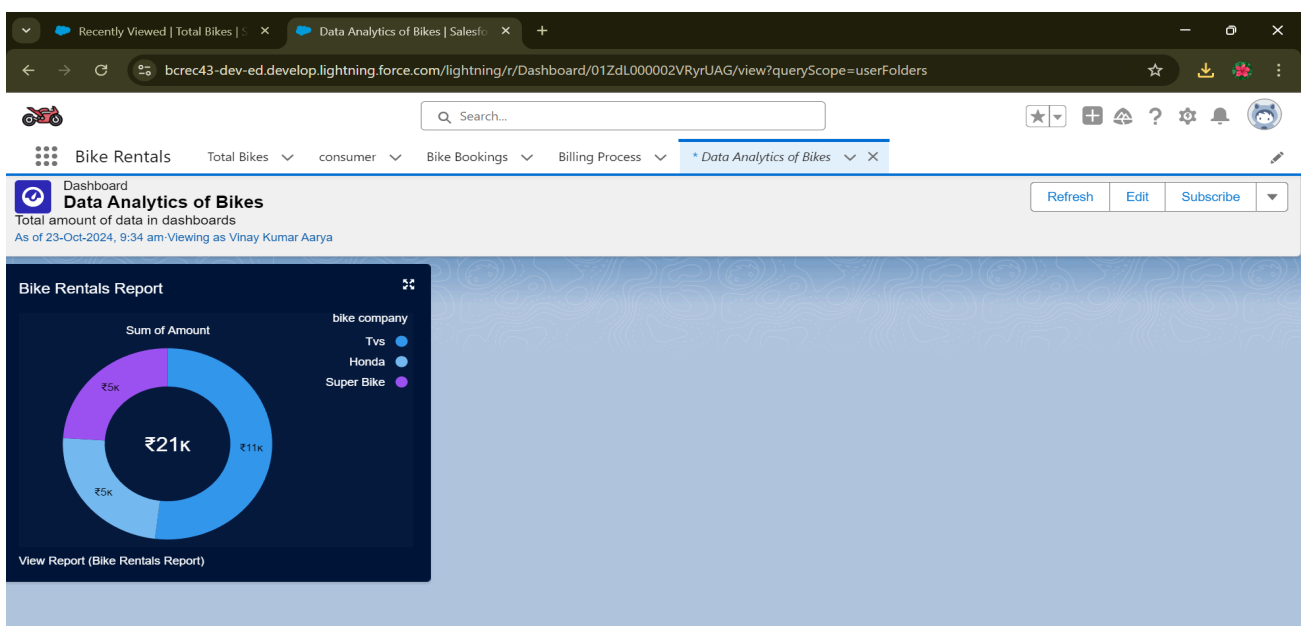 Recently Viewed | Total Bikes | S
Data Analytics of Bikes | Salesfo
bcrec43-dev-ed.develop.lightning.force.com/lightning/r/Dashboard/01ZdL000002VRyrUAG/view?queryScope=userFolders
Search...
Bike Rentals
Total Bikes
consumer
Bike Bookings
Billing Process
* Data Analytics of Bikes
Dashboard
Data Analytics of Bikes
Total amount of data in dashboards
As of 23-Oct-2024, 9:34 am·Viewing as Vinay Kumar Aarya
Refresh
Edit
Subscribe
Bike Rentals Report
bike company
Tvs
Honda
Super Bike
Sum of Amount
₹5K
₹21K
₹11K
₹5K
View Report (Bike Rentals Report)